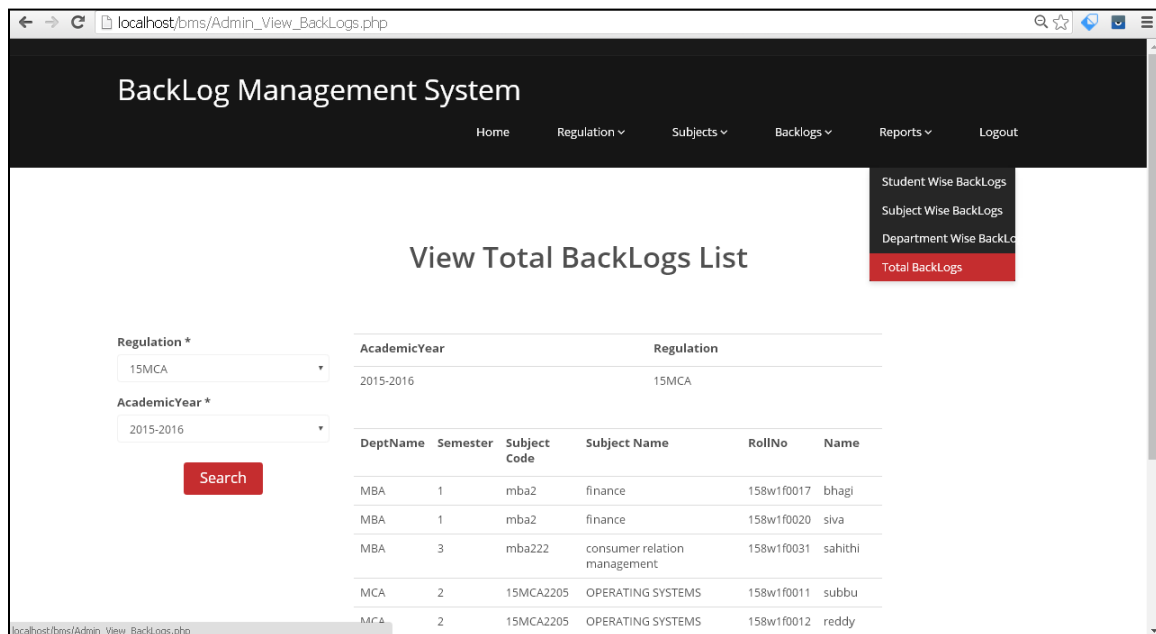 localhost/bms/Admin_View_BackLogs.php
BackLog Management System
Home Regulation Subjects Backlogs Reports Logout
Student Wise BackLogs
Subject Wise BackLogs
Department Wise BackLo
Total BackLogs
View Total BackLogs List
Regulation *
15MCA
AcademicYear *
2015-2016
Search
AcademicYear Regulation
2015-2016 15MCA
DeptName Semester Subject Code Subject Name RollNo Name
MBA 1 mba2 finance 158w1f0017 bhagi
MBA 1 mba2 finance 158w1f0020 siva
MBA 3 mba222 consumer relation management 158w1f0031 sahithi
MCA 2 15MCA2205 OPERATING SYSTEMS 158w1f0011 subbu
MCA 2 15MCA2205 OPERATING SYSTEMS 158w1f0012 reddy
localhost/bms/Admin_View_BackLogs.php